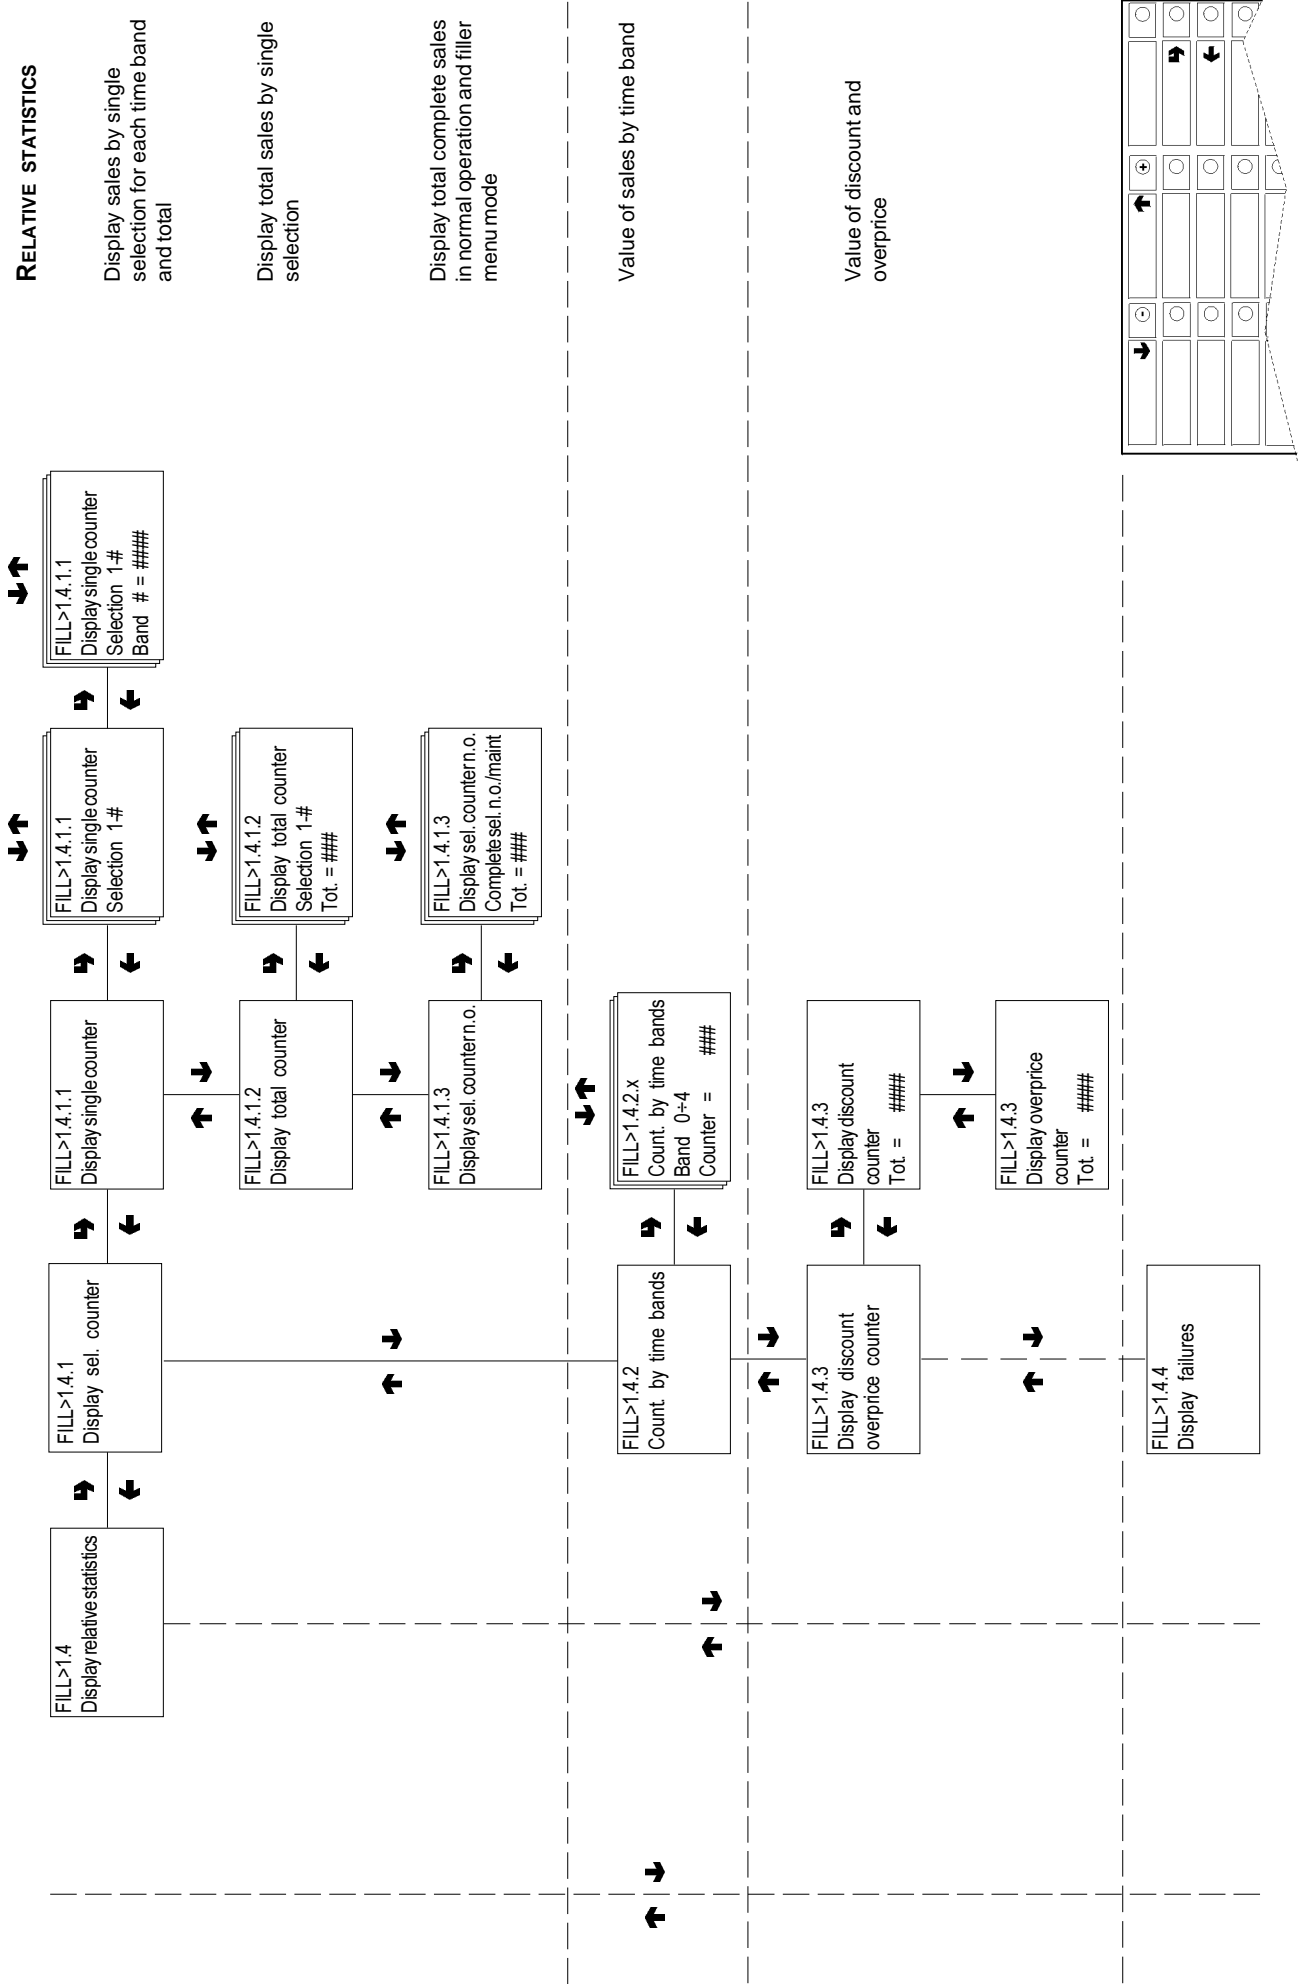 RELATIVE STATISTICS
Display sales by single
selection for each time band
and total
Display total sales by single
selection
Display total complete sales
in normal operation and filler
menu mode
Value of sales by time band
Value of discount and
overprice
FILL>1.4
Display relative statistics
FILL>1.4.1
Display sel. counter
FILL>1.4.1.1
Display single counter
FILL>1.4.1.1
Display single counter
Selection 1-#
FILL>1.4.1.1
Display single counter
Selection 1-#
Band # = ####
FILL>1.4.1.2
Display total counter
FILL>1.4.1.2
Display total counter
Selection 1-#
Tot. = ###
FILL>1.4.1.3
Display sel. counter n.o.
FILL>1.4.1.3
Display sel. counter n.o.
Complete sel. n.o./maint
Tot. = ###
FILL>1.4.2
Count. by time bands
FILL>1.4.2.x
Count. by time bands
Band 0÷4
Counter = ###
FILL>1.4.3
Display discount
overprice counter
FILL>1.4.3
Display discount
counter
Tot. = ####
FILL>1.4.3
Display overprice
counter
Tot. = ####
FILL>1.4.4
Display failures
- +